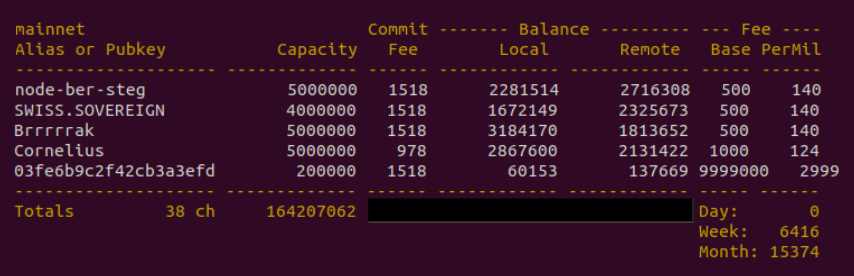 mainnet Commit ------- Balance --------- --- Fee ----
Alias or Pubkey Capacity Fee Local Remote Base PerMil
-------------------- ------------- ------ ------------ ------------ ----- ------
node-ber-steg 5000000 1518 2281514 2716308 500 140
SWISS.SOVEREIGN 4000000 1518 1672149 2325673 500 140
Brrrrrak 5000000 1518 3184170 1813652 500 140
Cornelius 5000000 978 2867600 2131422 1000 124
03fe6b9c2f42cb3a3efd 200000 1518 60153 137669 9999000 2999
-------------------- ------------- ------ ------------ ------------ ----- ------
Totals 38 ch 164207062 Day: 0
Week: 6416
Month: 15374